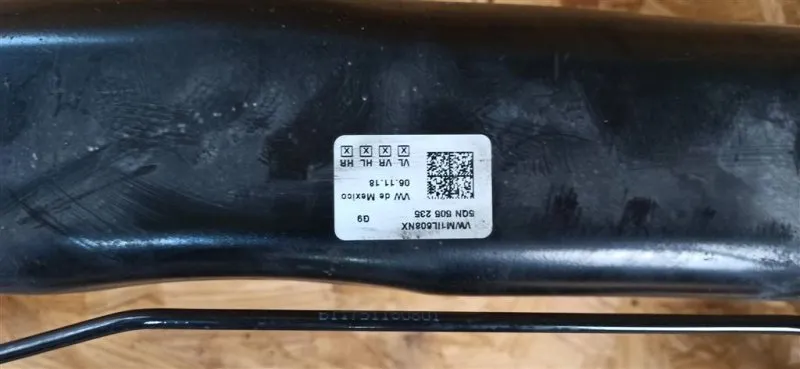 VWM1IL608NX
5QN 505 235
G9
VW de Mexico
06.11.18
VL VR HL HR
X X X X